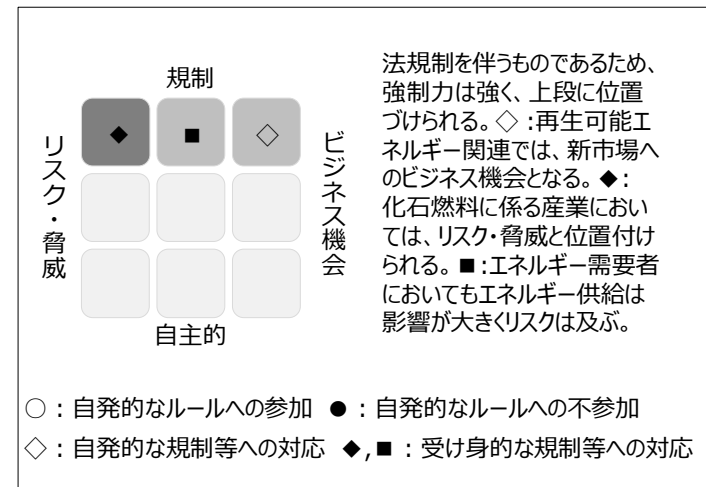 規制
リスク・脅威
◆
■
◇
ビジネス機会
自主的
法規制を伴うものであるため、
強制力は強く、上段に位置
づけられる。◇:再生可能エ
ネルギー関連では、新市場へ
のビジネス機会となる。◆:
化石燃料に係る産業におい
ては、リスク・脅威と位置付け
られる。■:エネルギー需要者
においてもエネルギー供給は
影響が大きくリスクは及ぶ。
○:自発的なルールへの参加 ●:自発的なルールへの不参加
◇:自発的な規制等への対応 ◆,■:受け身的な規制等への対応